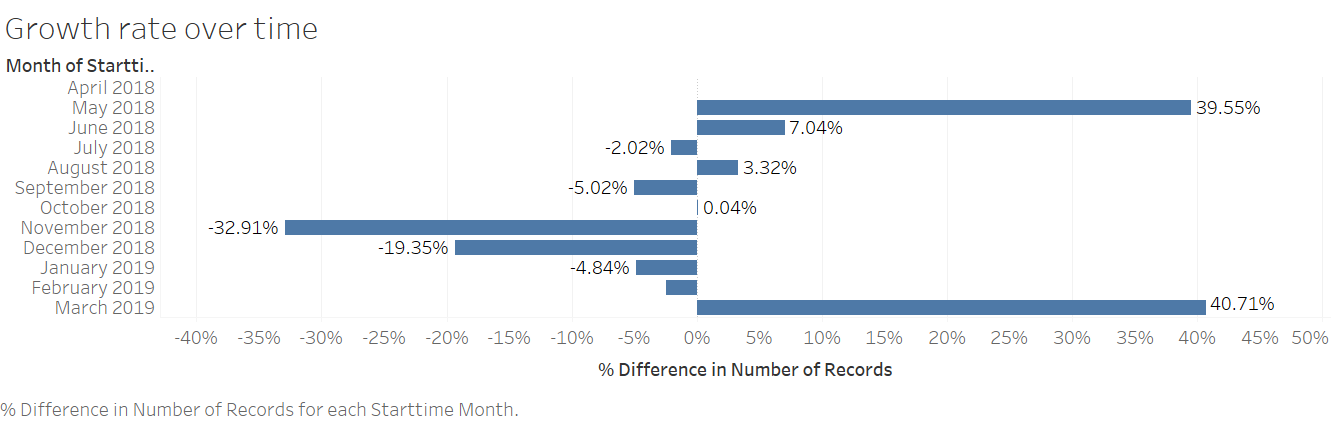 Growth rate over time
Month of Startti..
April 2018
May 2018 39.55%
June 2018 7.04%
July 2018 -2.02%
August 2018 3.32%
September 2018 -5.02%
October 2018 0.04%
November 2018 -32.91%
December 2018 -19.35%
January 2019 -4.84%
February 2019
March 2019 40.71%
-40% -35% -30% -25% -20% -15% -10% -5% 0% 5% 10% 15% 20% 25% 30% 35% 40% 45% 50%
% Difference in Number of Records
% Difference in Number of Records for each Starttime Month.